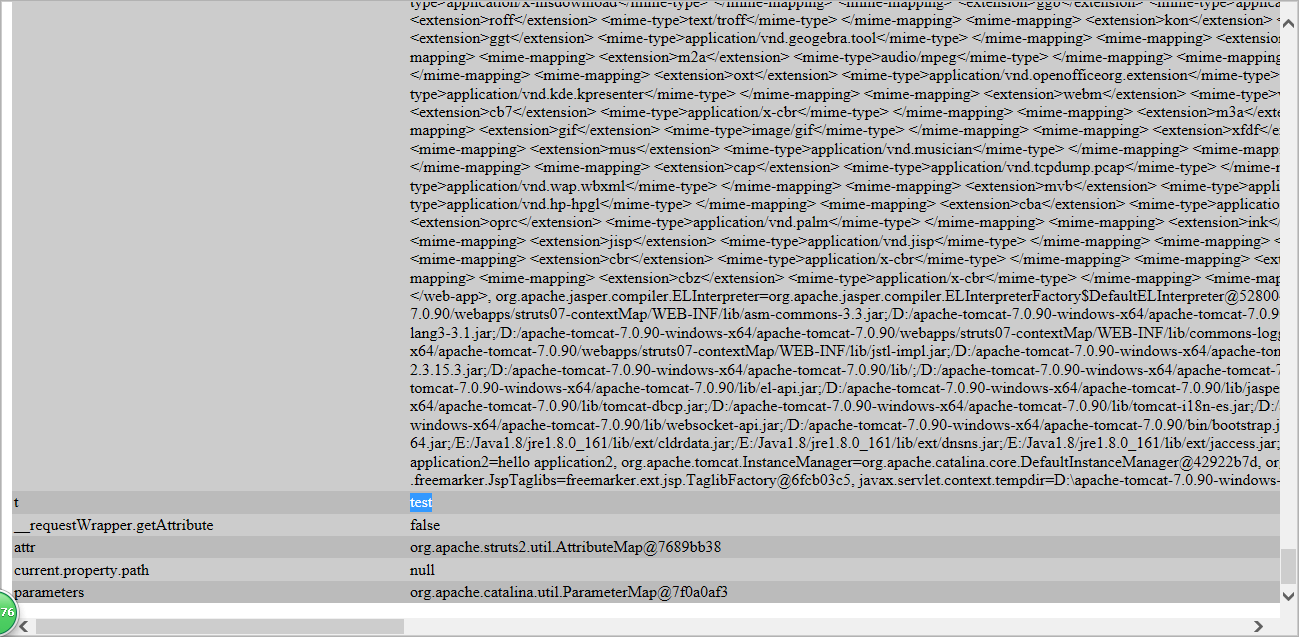 type>application/x-msdownload</mime-type> </mime-mapping> <mime-mapping> <extension>ggb</extension> <mime-type>applica
<extension>roff</extension> <mime-type>text/troff</mime-type> </mime-mapping> <mime-mapping> <extension>kon</extension> <
<extension>ggt</extension> <mime-type>application/vnd.geogebra.tool</mime-type> </mime-mapping> <mime-mapping> <extensio
mapping> <mime-mapping> <extension>m2a</extension> <mime-type>audio/mpeg</mime-type> </mime-mapping> <mime-mapping
</mime-mapping> <mime-mapping> <extension>oxt</extension> <mime-type>application/vnd.openofficeorg.extension</mime-type>
type>application/vnd.kde.kpresenter</mime-type> </mime-mapping> <mime-mapping> <extension>webm</extension> <mime-type>v
<extension>cb7</extension> <mime-type>application/x-cbr</mime-type> </mime-mapping> <mime-mapping> <extension>m3a</exte
mapping> <extension>gif</extension> <mime-type>image/gif</mime-type> </mime-mapping> <mime-mapping> <extension>xfdf</e
<mime-mapping> <extension>mus</extension> <mime-type>application/vnd.musician</mime-type> </mime-mapping> <mime-mapp
</mime-mapping> <mime-mapping> <extension>cap</extension> <mime-type>application/vnd.tcpdump.pcap</mime-type> </mime-m
type>application/vnd.wap.wbxml</mime-type> </mime-mapping> <mime-mapping> <extension>mvb</extension> <mime-type>appli
type>application/vnd.hp-hpgl</mime-type> </mime-mapping> <mime-mapping> <extension>cba</extension> <mime-type>applicatio
<extension>oprc</extension> <mime-type>application/vnd.palm</mime-type> </mime-mapping> <mime-mapping> <extension>ink</
<mime-mapping> <extension>jisp</extension> <mime-type>application/vnd.jisp</mime-type> </mime-mapping> <mime-mapping> <
<mime-mapping> <extension>cbr</extension> <mime-type>application/x-cbr</mime-type> </mime-mapping> <mime-mapping> <ext
mapping> <mime-mapping> <extension>cbz</extension> <mime-type>application/x-cbr</mime-type> </mime-mapping> <mime-map
</web-app>, org.apache.jasper.compiler.ELInterpreter=org.apache.jasper.compiler.ELInterpreterFactory$DefaultELInterpreter@52800
7.0.90/webapps/struts07-contextMap/WEB-INF/lib/asm-commons-3.3.jar;/D:/apache-tomcat-7.0.90-windows-x64/apache-tomcat-7.0.9
lang3-3.1.jar;/D:/apache-tomcat-7.0.90-windows-x64/apache-tomcat-7.0.90/webapps/struts07-contextMap/WEB-INF/lib/commons-logg
x64/apache-tomcat-7.0.90/webapps/struts07-contextMap/WEB-INF/lib/jstl-impl.jar;/D:/apache-tomcat-7.0.90-windows-x64/apache-tom
2.3.15.3.jar;/D:/apache-tomcat-7.0.90-windows-x64/apache-tomcat-7.0.90/lib/;/D:/apache-tomcat-7.0.90-windows-x64/apache-tomcat-7
tomcat-7.0.90-windows-x64/apache-tomcat-7.0.90/lib/el-api.jar;/D:/apache-tomcat-7.0.90-windows-x64/apache-tomcat-7.0.90/lib/jaspe
x64/apache-tomcat-7.0.90/lib/tomcat-dbcp.jar;/D:/apache-tomcat-7.0.90-windows-x64/apache-tomcat-7.0.90/lib/tomcat-i18n-es.jar;/D:/
windows-x64/apache-tomcat-7.0.90/lib/websocket-api.jar;/D:/apache-tomcat-7.0.90-windows-x64/apache-tomcat-7.0.90/bin/bootstrap.j
64.jar;/E:/Java1.8/jre1.8.0_161/lib/ext/cldrdata.jar;/E:/Java1.8/jre1.8.0_161/lib/ext/dnsns.jar;/E:/Java1.8/jre1.8.0_161/lib/ext/jaccess.jar;
application2=hello application2, org.apache.tomcat.InstanceManager=org.apache.catalina.core.DefaultInstanceManager@42922b7d, or
.freemarker.JspTaglibs=freemarker.ext.jsp.TaglibFactory@6fcb03c5, javax.servlet.context.tempdir=D:\apache-tomcat-7.0.90-windows-
t test
__requestWrapper.getAttribute false
attr org.apache.struts2.util.AttributeMap@7689bb38
current.property.path null
parameters org.apache.catalina.util.ParameterMap@7f0a0af3
76